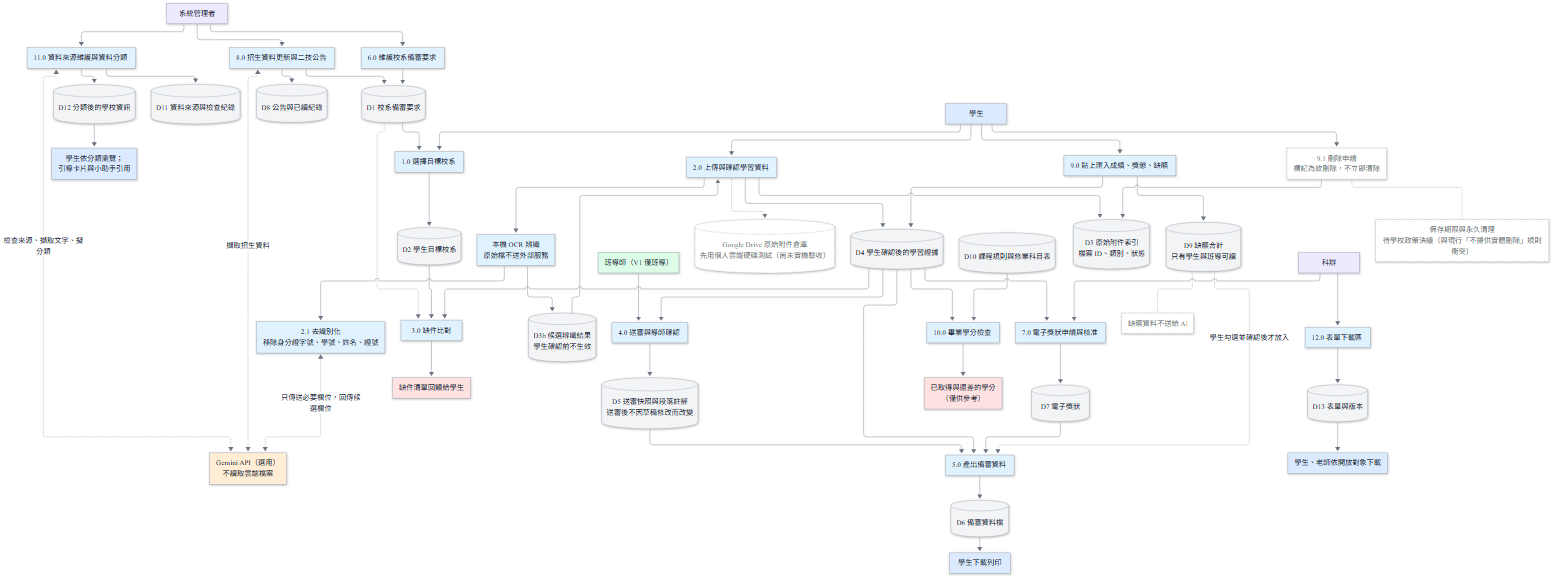 系統管理者
11.0 資料來源維護與資料分類
8.0 招生資料更新與二技公告
6.0 維護校系備審要求
D12 分類後的學校資訊
D11 資料來源與檢查紀錄
D8 公告與已讀紀錄
D1 校系備審要求
學生
學生依分類瀏覽；
引導卡片與小助手引用
1.0 選擇目標校系
2.0 上傳與確認學習資料
9.0 貼上匯入成績、獎懲、缺曠
9.1 刪除申請
標記為欲刪除，不立即清除
檢查來源、擷取文字、擬
分類
擷取招生資料
D2 學生目標校系
本機 OCR 辨識
原始檔不送外部服務
班導師（V1 僅班導）
Google Drive 原始附件倉庫
先用個人雲端硬碟測試（尚未實機驗收）
D4 學生確認後的學習證據
D10 課程規則與修業科目表
D3 原始附件索引
檔案 ID、類別、狀態
D9 缺曠合計
只有學生與班導可讀
保存期限與永久清理
待學校政策決議（與現行「不提供實體刪除」規則
衝突）
科辦
2.1 去識別化
移除身分證字號、學號、姓名、證號
3.0 缺件比對
D3b 候選辨識結果
學生確認前不生效
4.0 送審與導師確認
10.0 畢業學分檢查
7.0 電子獎狀申請與核准
缺曠資料不送給 AI
學生勾選並確認後才放入
12.0 表單下載區
只傳送必要欄位，回傳候
選欄位
缺件清單回饋給學生
D5 送審快照與段落註解
送審後不因草稿修改而改變
已取得與還差的學分
（僅供參考）
D7 電子獎狀
D13 表單與版本
Gemini API（選用）
不讀取雲端檔案
5.0 產出備審資料
學生、老師依開放對象下載
D6 備審資料檔
學生下載列印